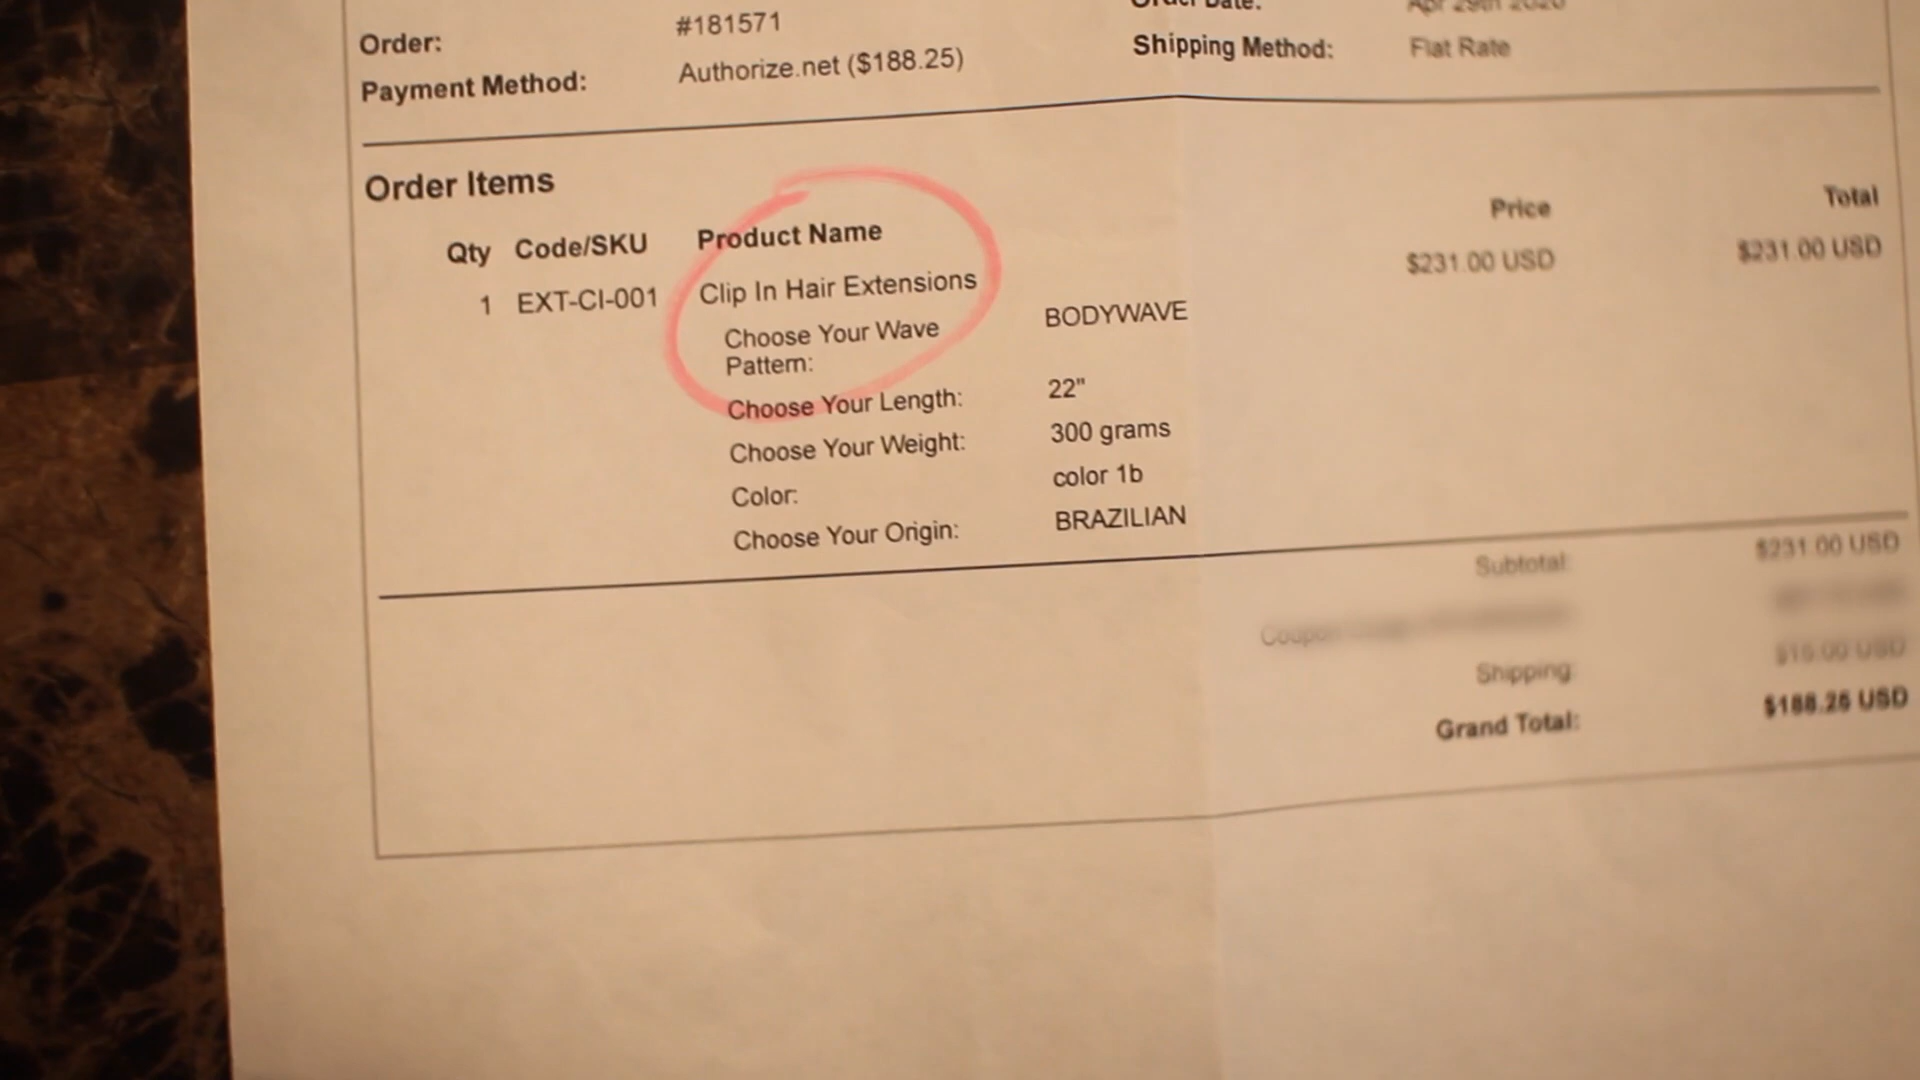 Order: #181571 Order Date: Apr 29th 2020
Payment Method: Authorize.net ($188.25) Shipping Method: Flat Rate
Order Items
Qty Code/SKU Product Name Price Total
1 EXT-CI-001 Clip In Hair Extensions $231.00 USD $231.00 USD
Choose Your Wave Pattern: BODYWAVE
Choose Your Length: 22"
Choose Your Weight: 300 grams
Color: color 1b
Choose Your Origin: BRAZILIAN
Subtotal: $231.00 USD
Coupon
Shipping: $15.00 USD
Grand Total: $188.25 USD